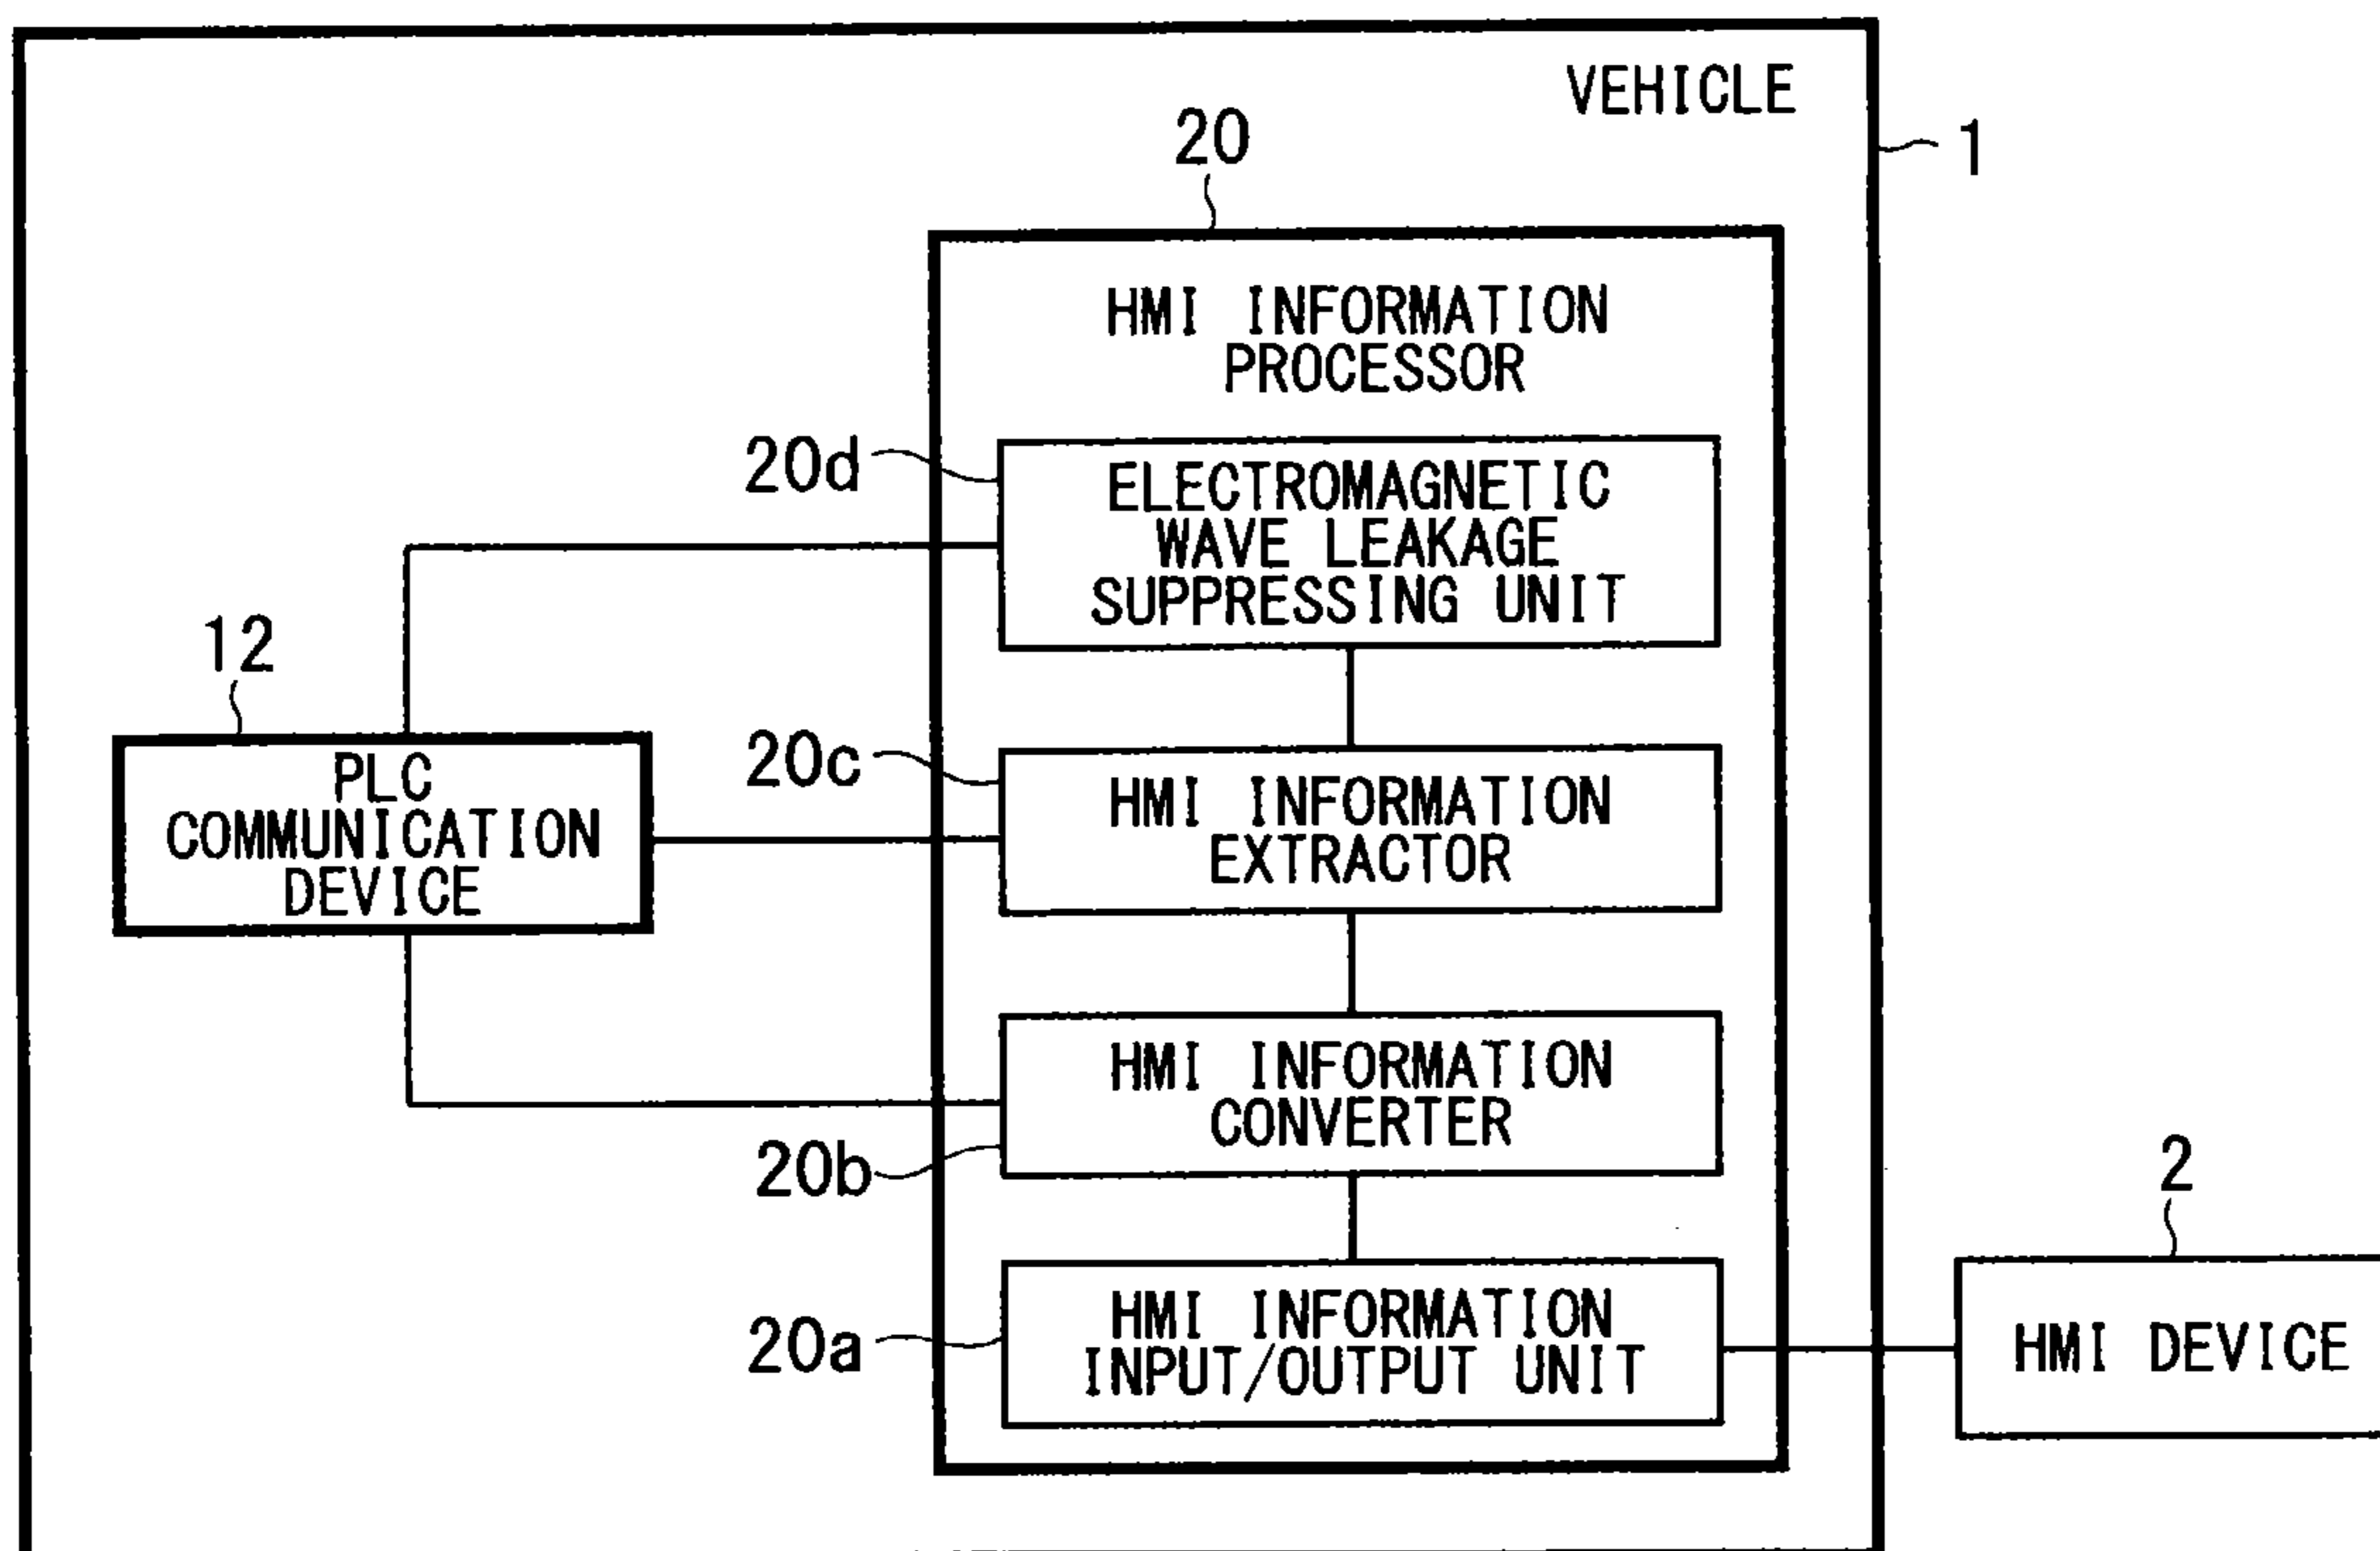 VEHICLE
1
20
HMI INFORMATION
PROCESSOR
20d
ELECTROMAGNETIC
WAVE LEAKAGE
SUPPRESSING UNIT
12
PLC
COMMUNICATION
DEVICE
20c
HMI INFORMATION
EXTRACTOR
HMI INFORMATION
CONVERTER
20b
2
20a
HMI INFORMATION
INPUT/OUTPUT UNIT
HMI DEVICE